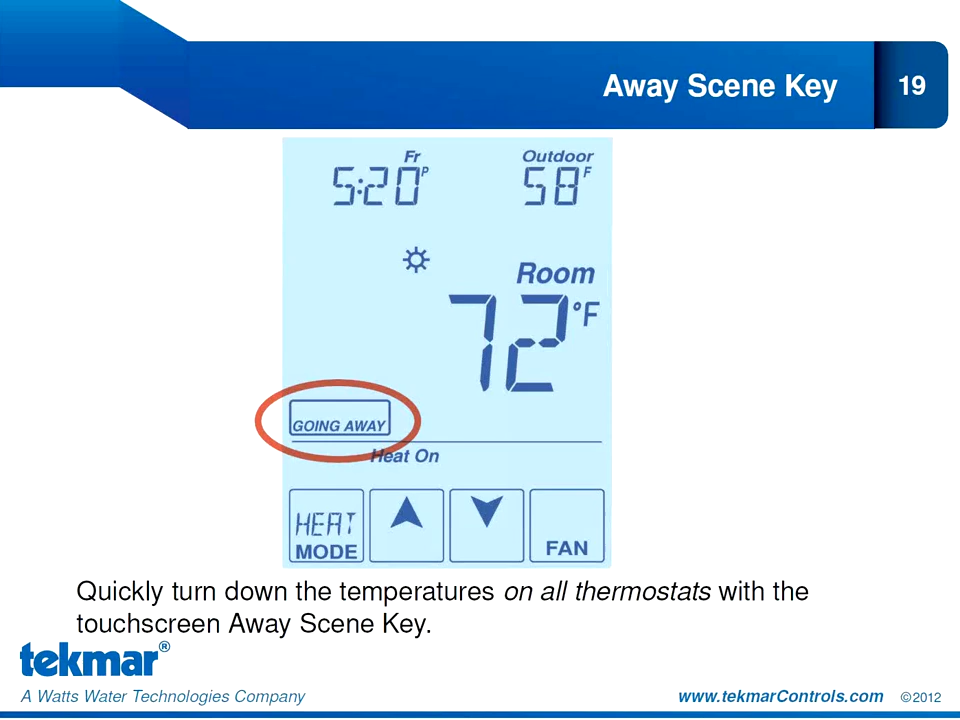 Away Scene Key 19
Fr Outdoor
5:20 P 58 F
Room
72 °F
GOING AWAY
Heat On
HEAT
MODE FAN
Quickly turn down the temperatures on all thermostats with the
touchscreen Away Scene Key.
tekmar®
A Watts Water Technologies Company www.tekmarControls.com ©2012